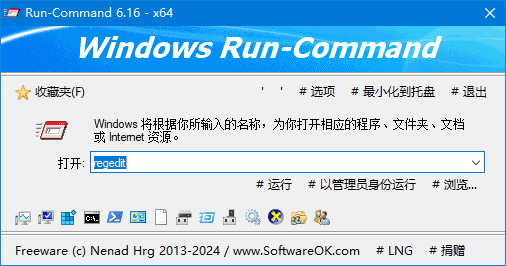 Run-Command 6.16 - x64
Windows Run-Command
收藏夹(F) ' ' # 选项 # 最小化到托盘 # 退出
Windows 将根据你所输入的名称，为你打开相应的程序、文件夹、文档
或 Internet 资源。
打开: regedit
# 运行 # 以管理员身份运行 # 浏览...
Freeware (c) Nenad Hrg 2013-2024 / www.SoftwareOK.com # LNG # 捐赠